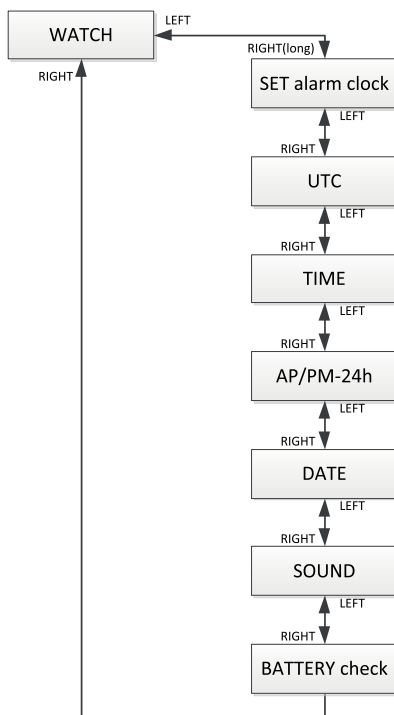 LEFT
WATCH
RIGHT(long)
RIGHT
SET alarm clock
LEFT
RIGHT
UTC
LEFT
RIGHT
TIME
LEFT
RIGHT
AP/PM-24h
LEFT
RIGHT
DATE
LEFT
RIGHT
SOUND
LEFT
RIGHT
BATTERY check